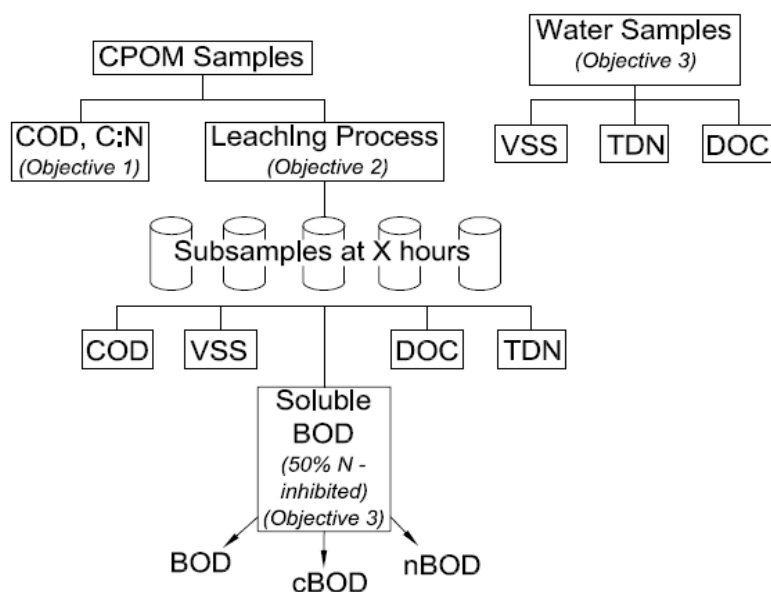 CPOM Samples
Water Samples
(Objective 3)
COD, C:N
(Objective 1)
Leaching Process
(Objective 2)
VSS
TDN
DOC
Subsamples at X hours
COD
VSS
DOC
TDN
Soluble
BOD
(50% N -
inhibited)
(Objective 3)
BOD
cBOD
nBOD